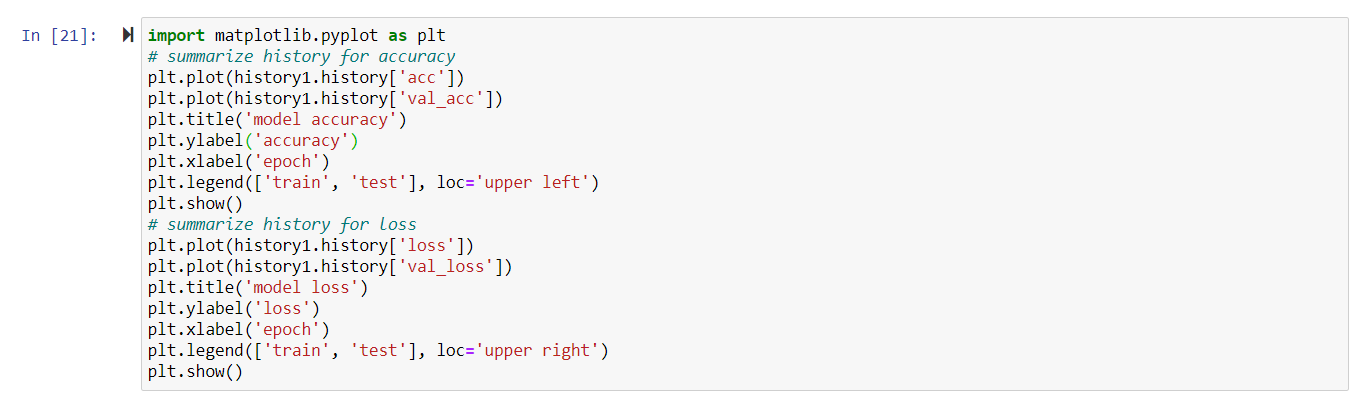 In [21]:
import matplotlib.pyplot as plt
# summarize history for accuracy
plt.plot(history1.history['acc'])
plt.plot(history1.history['val_acc'])
plt.title('model accuracy')
plt.ylabel('accuracy')
plt.xlabel('epoch')
plt.legend(['train', 'test'], loc='upper left')
plt.show()
# summarize history for loss
plt.plot(history1.history['loss'])
plt.plot(history1.history['val_loss'])
plt.title('model loss')
plt.ylabel('loss')
plt.xlabel('epoch')
plt.legend(['train', 'test'], loc='upper right')
plt.show()